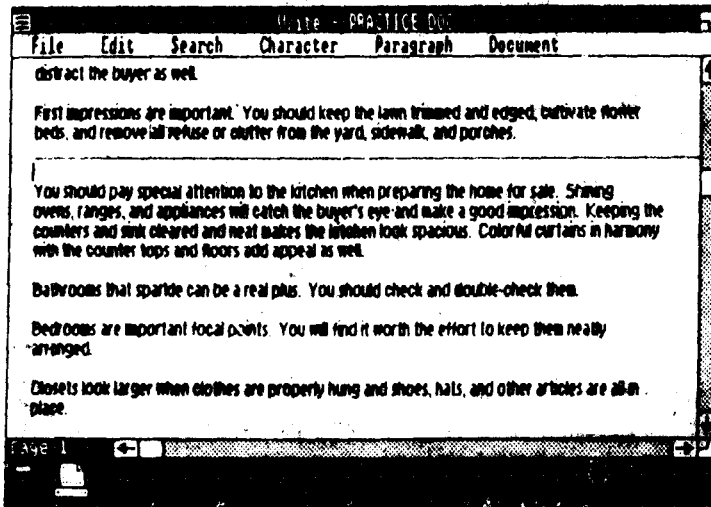 Write - PRACTICE.DOC
File Edit Search Character Paragraph Document
distract the buyer as well.
First impressions are important. You should keep the lawn trimmed and edged, cultivate flower
beds, and remove all refuse or clutter from the yard, sidewalk, and porches.
You should pay special attention to the kitchen when preparing the home for sale. Shining
ovens, ranges, and appliances will catch the buyer's eye and make a good impression. Keeping the
counters and sink cleared and neat makes the kitchen look spacious. Colorful curtains in harmony
with the counter tops and floors add appeal as well.
Bathrooms that sparkle can be a real plus. You should check and double-check them.
Bedrooms are important focal points. You will find it worth the effort to keep them neatly
arranged.
Closets look larger when clothes are properly hung and shoes, hats, and other articles are all in
place.
Page 1